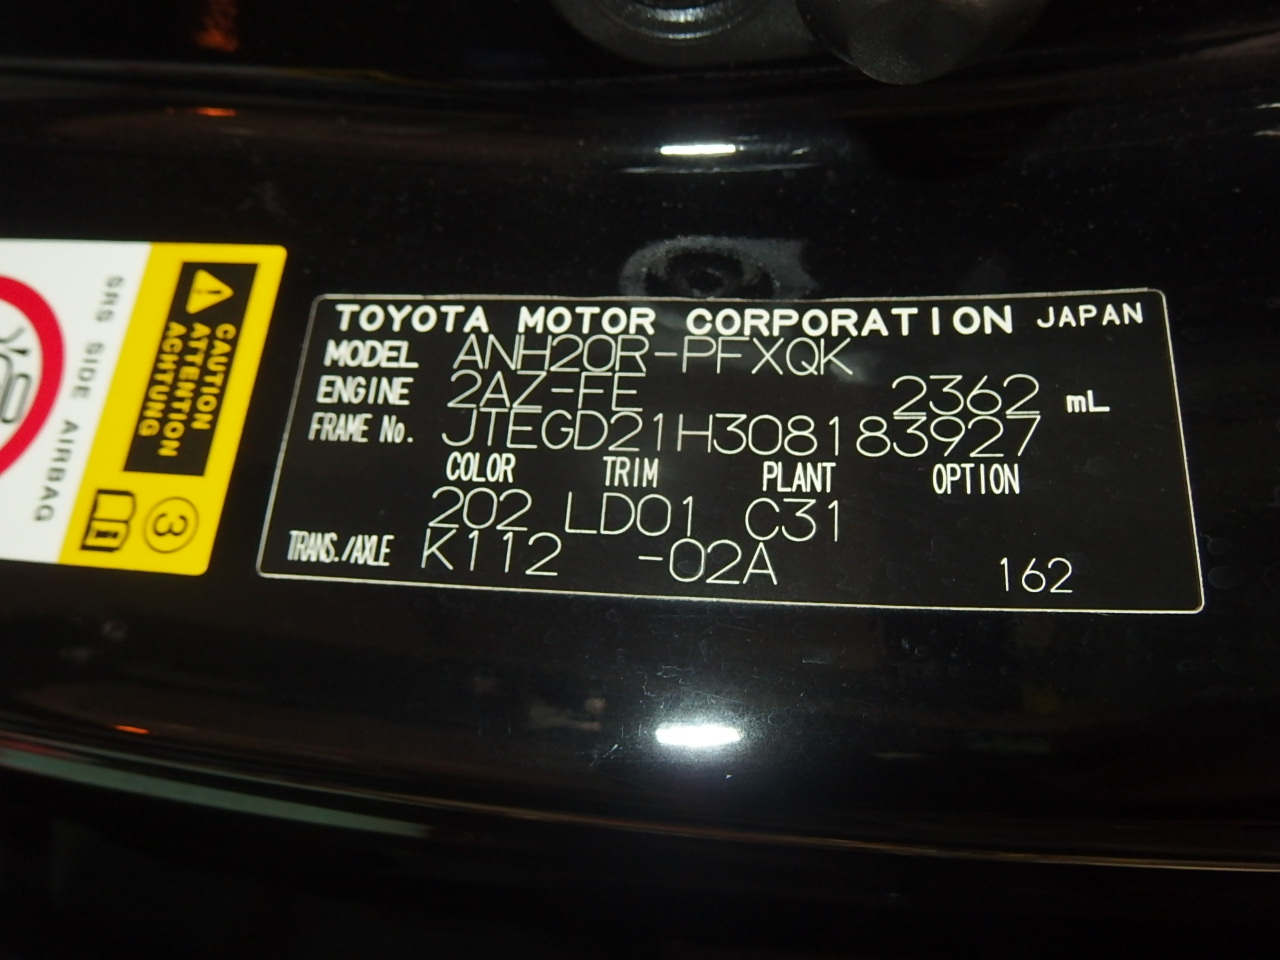 SRS SIDE AIRBAG
CAUTION
ATTENTION
ACHTUNG
3
TOYOTA MOTOR CORPORATION JAPAN
MODEL ANH20R-PFXQK
ENGINE 2AZ-FE 2362 mL
FRAME No. JTEGD21H308183927
COLOR TRIM PLANT OPTION
202 LD01 C31
TRANS./AXLE K112 -02A 162